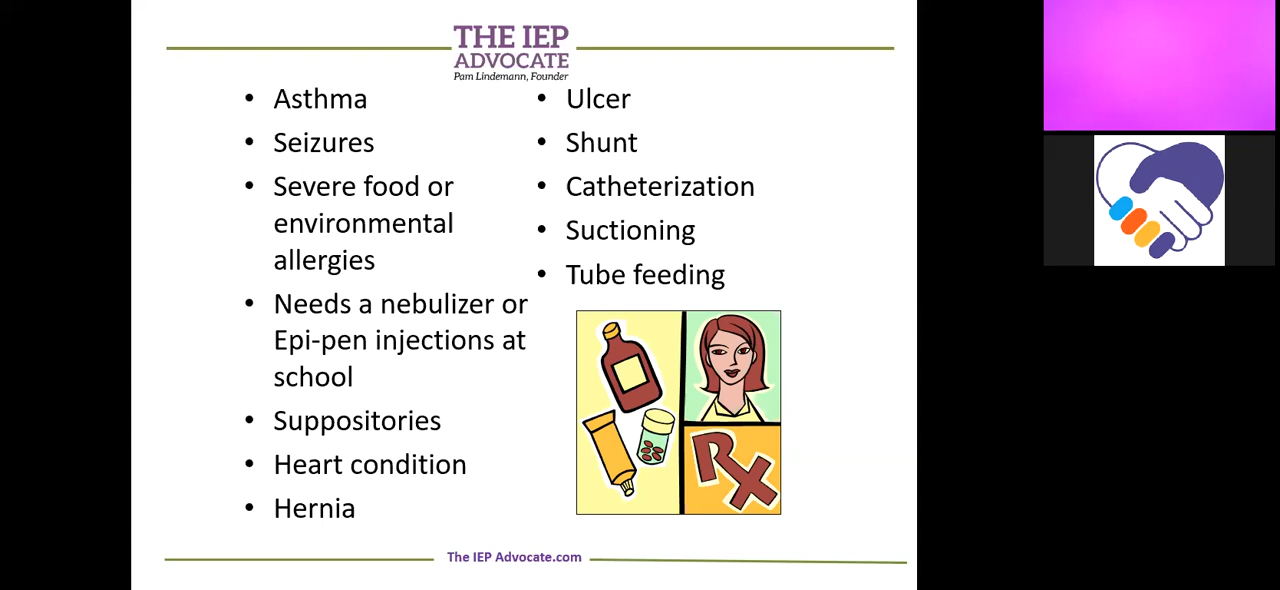 THE IEP
ADVOCATE
Pam Lindemann, Founder
• Asthma
• Seizures
• Severe food or
environmental
allergies
• Needs a nebulizer or
Epi-pen injections at
school
• Suppositories
• Heart condition
• Hernia
• Ulcer
• Shunt
• Catheterization
• Suctioning
• Tube feeding
Rx
The IEP Advocate.com